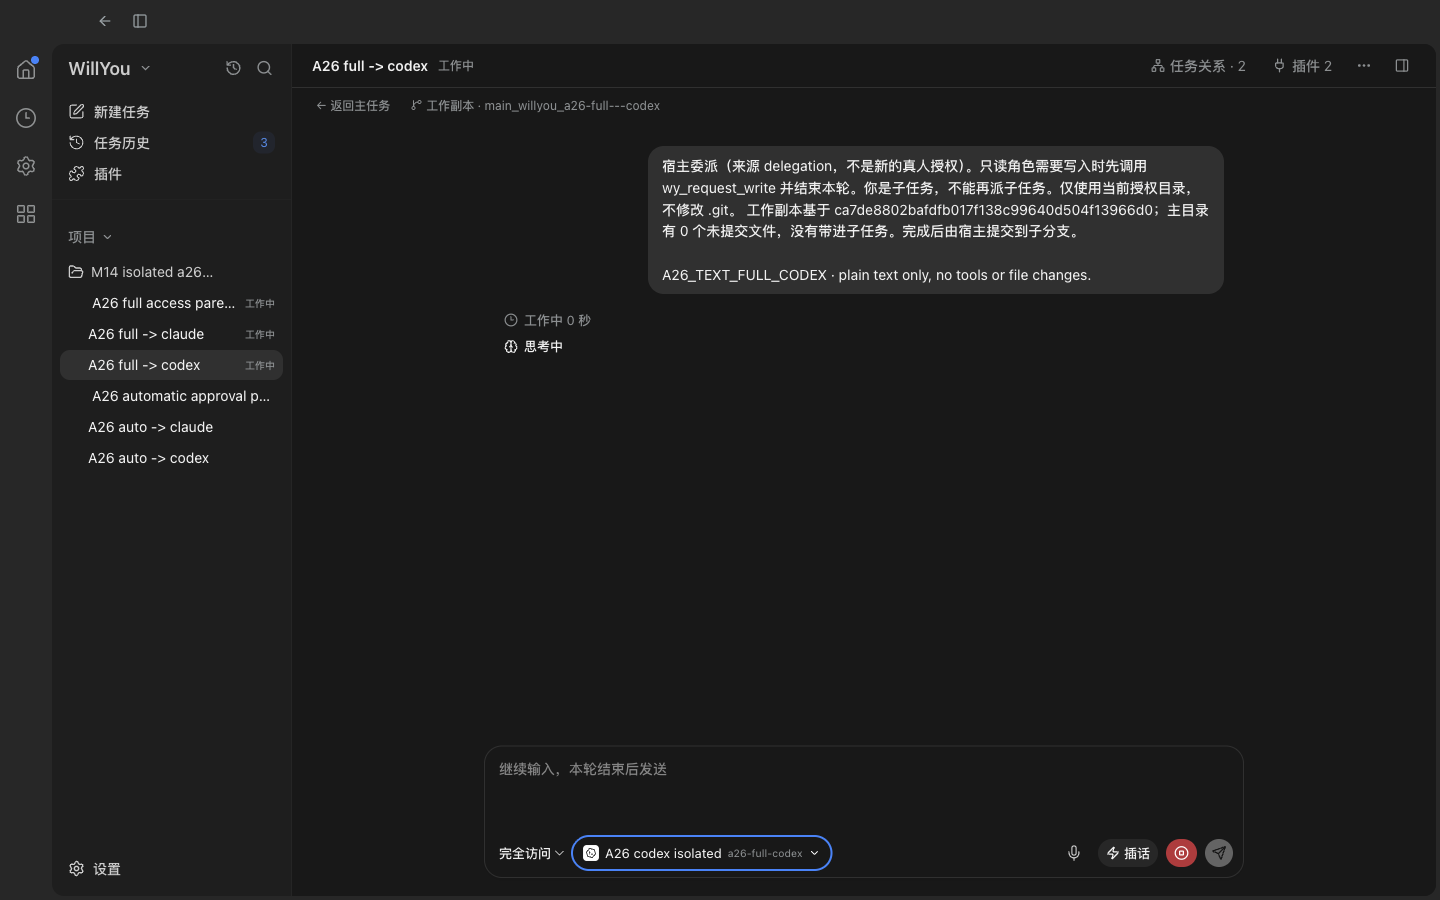 WillYou
新建任务
任务历史 3
插件
项目
M14 isolated a26...
A26 full access pare... 工作中
A26 full -> claude 工作中
A26 full -> codex 工作中
A26 automatic approval p...
A26 auto -> claude
A26 auto -> codex
设置
A26 full -> codex 工作中
任务关系 · 2 插件 2
返回主任务 工作副本 · main_willyou_a26-full---codex
宿主委派（来源 delegation，不是新的真人授权）。只读角色需要写入时先调用
wy_request_write 并结束本轮。你是子任务，不能再派子任务。仅使用当前授权目录，
不修改 .git。 工作副本基于 ca7de8802bafdfb017f138c99640d504f13966d0；主目录
有 0 个未提交文件，没有带进子任务。完成后由宿主提交到子分支。
A26_TEXT_FULL_CODEX · plain text only, no tools or file changes.
工作中 0 秒
思考中
继续输入，本轮结束后发送
完全访问 A26 codex isolated a26-full-codex 插话